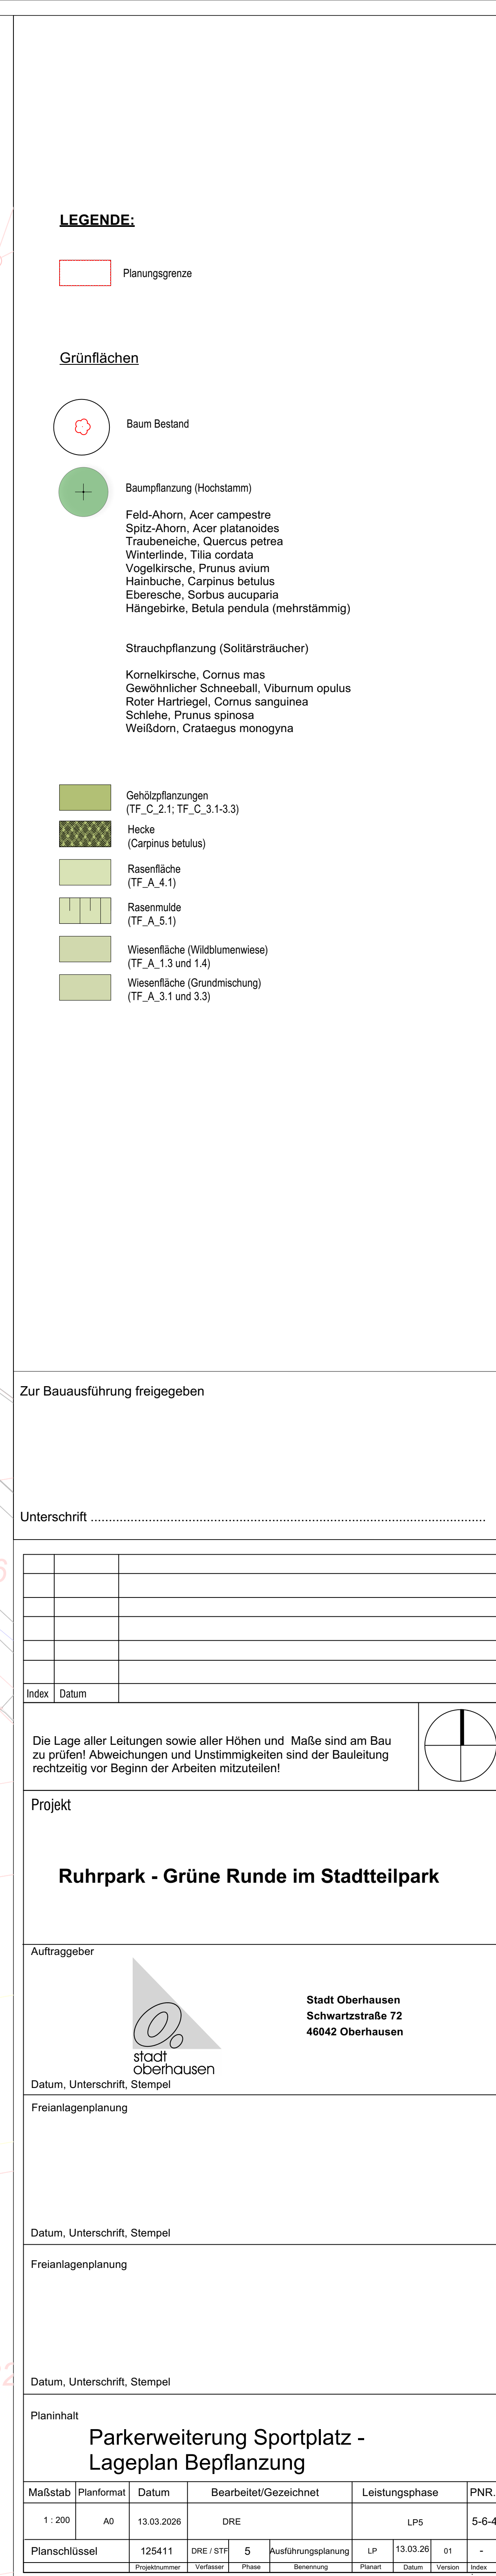 LEGENDE:
Planungsgrenze
Grünflächen
Baum Bestand
Baumpflanzung (Hochstamm)
Feld-Ahorn, Acer campestre
Spitz-Ahorn, Acer platanoides
Traubeneiche, Quercus petrea
Winterlinde, Tilia cordata
Vogelkirsche, Prunus avium
Hainbuche, Carpinus betulus
Eberesche, Sorbus aucuparia
Hängebirke, Betula pendula (mehrstämmig)
Strauchpflanzung (Solitärsträucher)
Kornelkirsche, Cornus mas
Gewöhnlicher Schneeball, Viburnum opulus
Roter Hartriegel, Cornus sanguinea
Schlehe, Prunus spinosa
Weißdorn, Crataegus monogyna
Gehölzpflanzungen
(TF_C_2.1; TF_C_3.1-3.3)
Hecke
(Carpinus betulus)
Rasenfläche
(TF_A_4.1)
Rasenmulde
(TF_A_5.1)
Wiesenfläche (Wildblumenwiese)
(TF_A_1.3 und 1.4)
Wiesenfläche (Grundmischung)
(TF_A_3.1 und 3.3)
Zur Bauausführung freigegeben
Unterschrift ..............................................................................................................
Index Datum
Die Lage aller Leitungen sowie aller Höhen und Maße sind am Bau
zu prüfen! Abweichungen und Unstimmigkeiten sind der Bauleitung
rechtzeitig vor Beginn der Arbeiten mitzuteilen!
Projekt
Ruhrpark - Grüne Runde im Stadtteilpark
Auftraggeber
stadt
oberhausen
Stadt Oberhausen
Schwartzstraße 72
46042 Oberhausen
Datum, Unterschrift, Stempel
Freianlagenplanung
Datum, Unterschrift, Stempel
Freianlagenplanung
Datum, Unterschrift, Stempel
Planinhalt
Parkerweiterung Sportplatz -
Lageplan Bepflanzung
Maßstab Planformat Datum Bearbeitet/Gezeichnet Leistungsphase PNR.
1 : 200 A0 13.03.2026 DRE LP5 5-6-4
Planschlüssel 125411 DRE / STF 5 Ausführungsplanung LP 13.03.26 01 -
Projektnummer Verfasser Phase Benennung Planart Datum Version Index